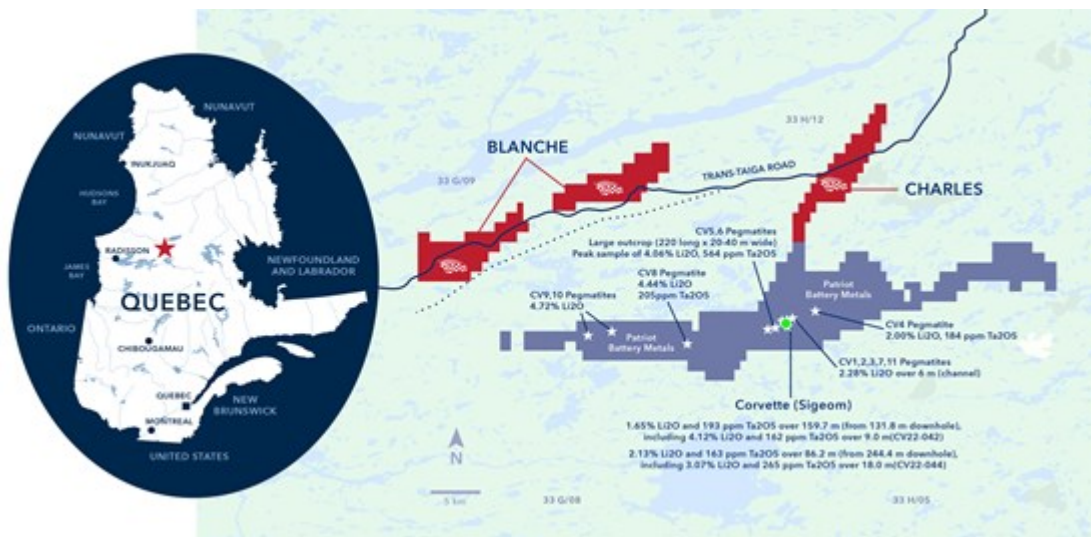 NUNAVUT
NUNAVUT
INUKJUAQ
HUDSONS
BAY
RADISSON
JAMES
BAY
NEWFOUNDLAND
AND LABRADOR
QUEBEC
ONTARIO
CHIBOUGAMAU
QUEBEC
MONTREAL
NEW
BRUNSWICK
UNITED STATES
33 H/12
BLANCHE
33 G/09
TRANS-TAIGA ROAD
CHARLES
CV5,6 Pegmatites
Large outcrop (220 long x 20-40 m wide)
Peak sample of 4.06% Li2O, 564 ppm Ta2O5
CV8 Pegmatite
4.44% Li2O
205ppm Ta2O5
CV9,10 Pegmatites
4.72% Li2O
Patriot
Battery Metals
Patriot
Battery Metals
CV4 Pegmatite
2.00% Li2O, 184 ppm Ta2O5
CV1,2,3,7,11 Pegmatites
2.28% Li2O over 6 m (channel)
Corvette (Sigeom)
1.65% Li2O and 193 ppm Ta2O5 over 159.7 m (from 131.8 m downhole),
including 4.12% Li2O and 162 ppm Ta2O5 over 9.0 m(CV22-042)
2.13% Li2O and 163 ppm Ta2O5 over 86.2 m (from 244.4 m downhole),
including 3.07% Li2O and 265 ppm Ta2O5 over 18.0 m(CV22-044)
N
5 km
33 G/08
33 H/05